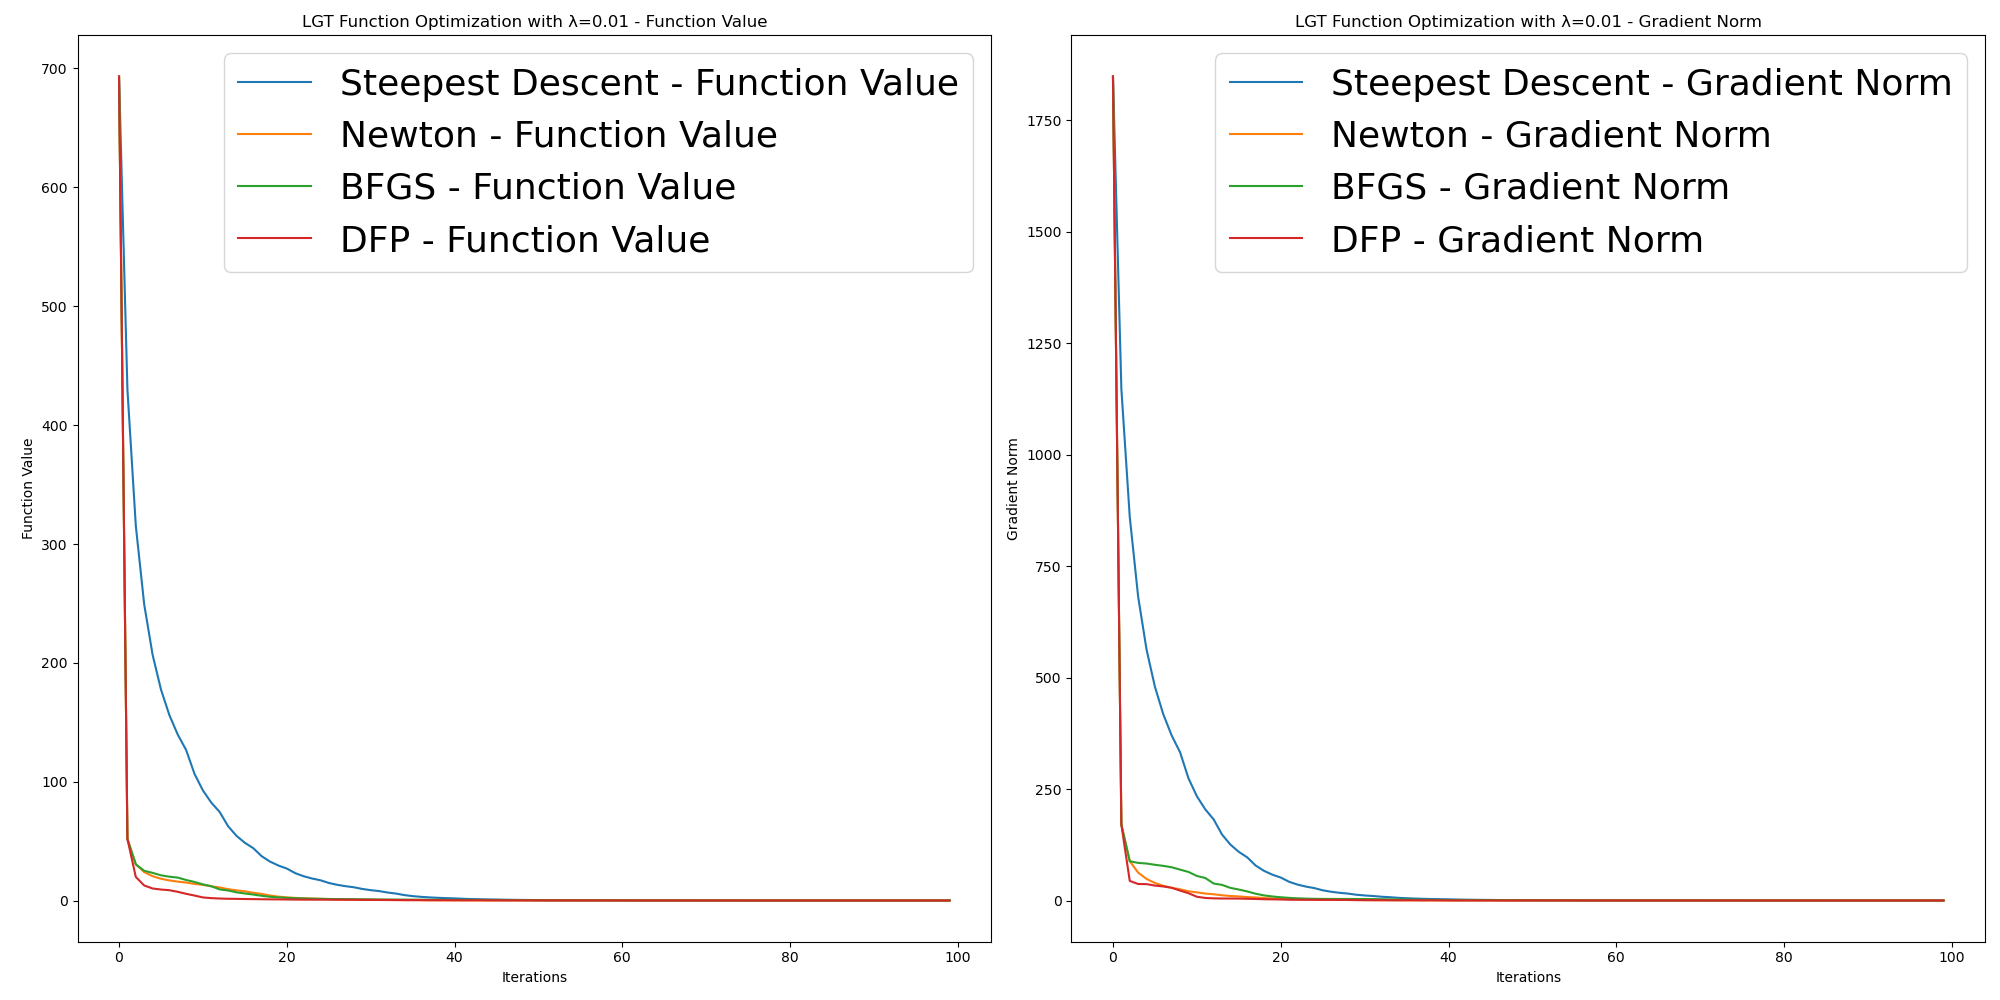 LGT Function Optimization with λ=0.01 - Function Value
Steepest Descent - Function Value
Newton - Function Value
BFGS - Function Value
DFP - Function Value
Function Value
700
600
500
400
300
200
100
0
0
20
40
60
80
100
Iterations
LGT Function Optimization with λ=0.01 - Gradient Norm
Steepest Descent - Gradient Norm
Newton - Gradient Norm
BFGS - Gradient Norm
DFP - Gradient Norm
Gradient Norm
1750
1500
1250
1000
750
500
250
0
0
20
40
60
80
100
Iterations